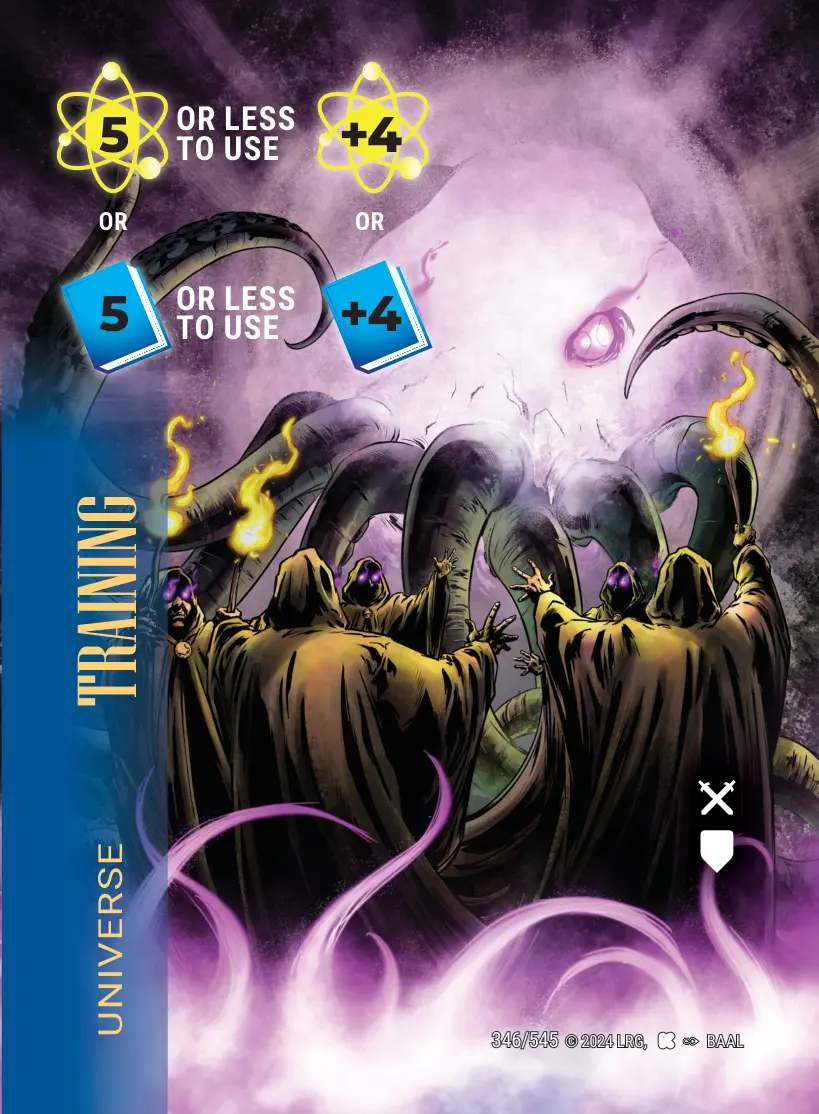 5 OR LESS +4
TO USE
OR OR
5 OR LESS +4
TO USE
TRAINING
UNIVERSE
346/545 © 2024 LRG, BAAL